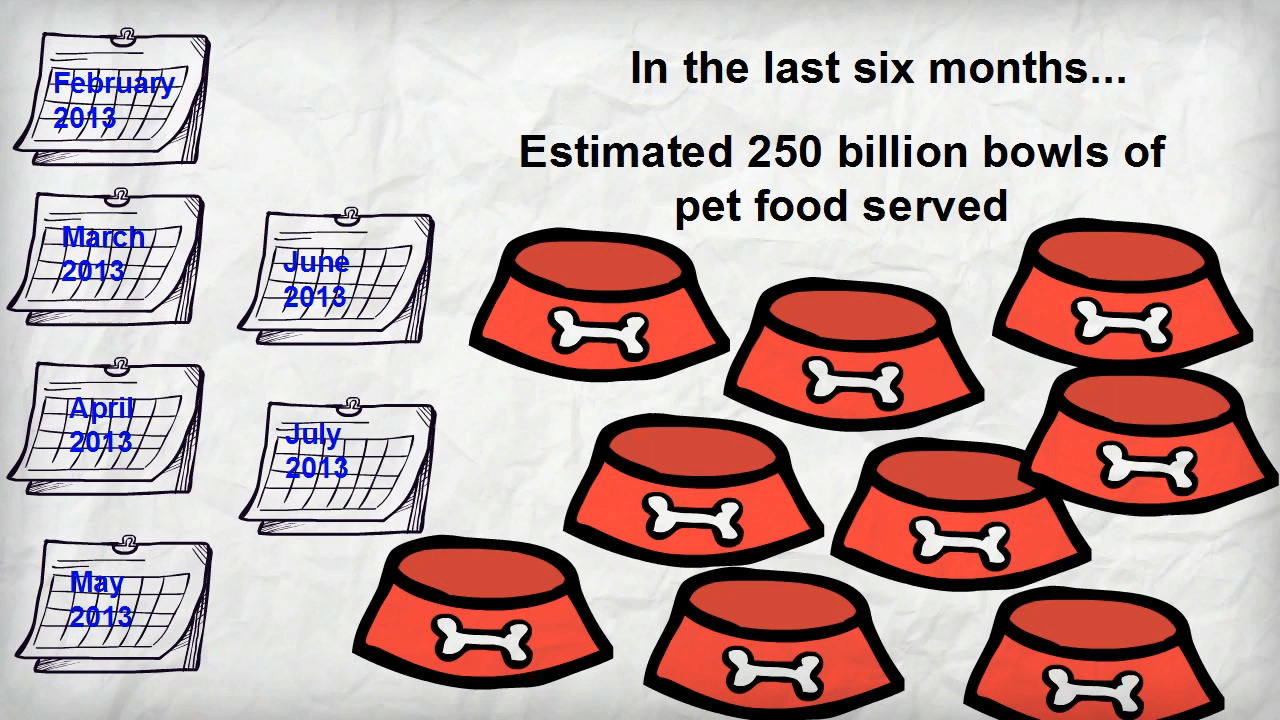 February
2013
March
2013
April
2013
May
2013
June
2013
July
2013
In the last six months...
Estimated 250 billion bowls of
pet food served